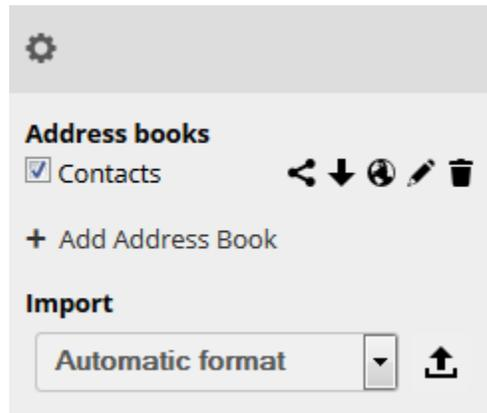 Address books
Contacts
+ Add Address Book
Import
Automatic format